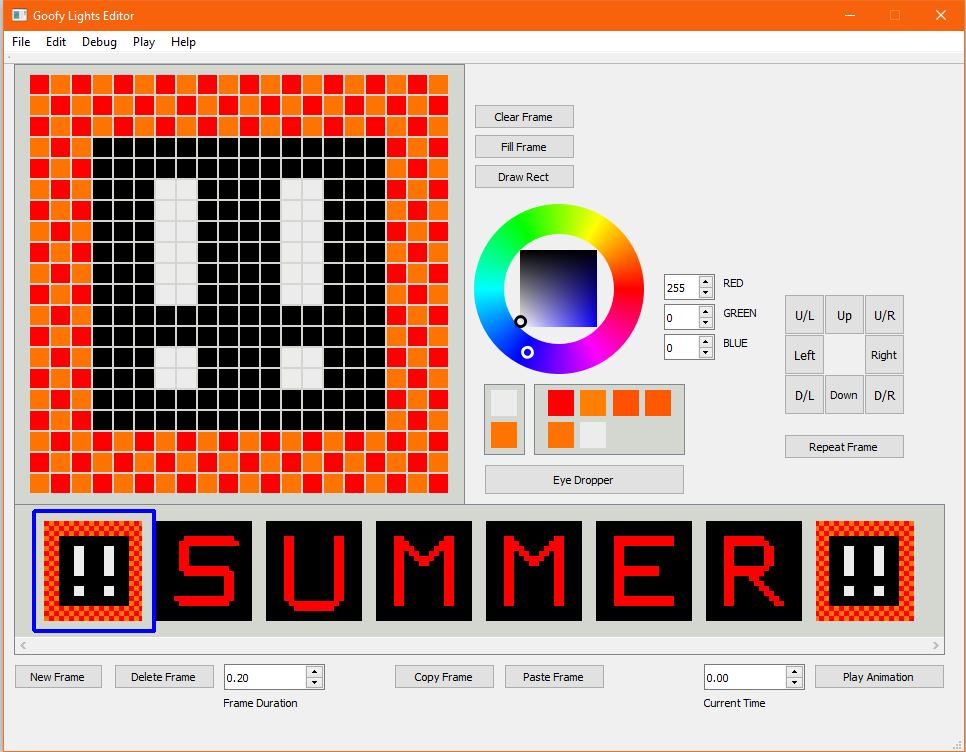 Goofy Lights Editor
File Edit Debug Play Help
Clear Frame
Fill Frame
Draw Rect
255 RED
0 GREEN
0 BLUE
U/L Up U/R
Left Right
D/L Down D/R
Repeat Frame
Eye Dropper
!! S U M M E R !!
New Frame Delete Frame 0.20 Copy Frame Paste Frame 0.00 Play Animation
Frame Duration Current Time